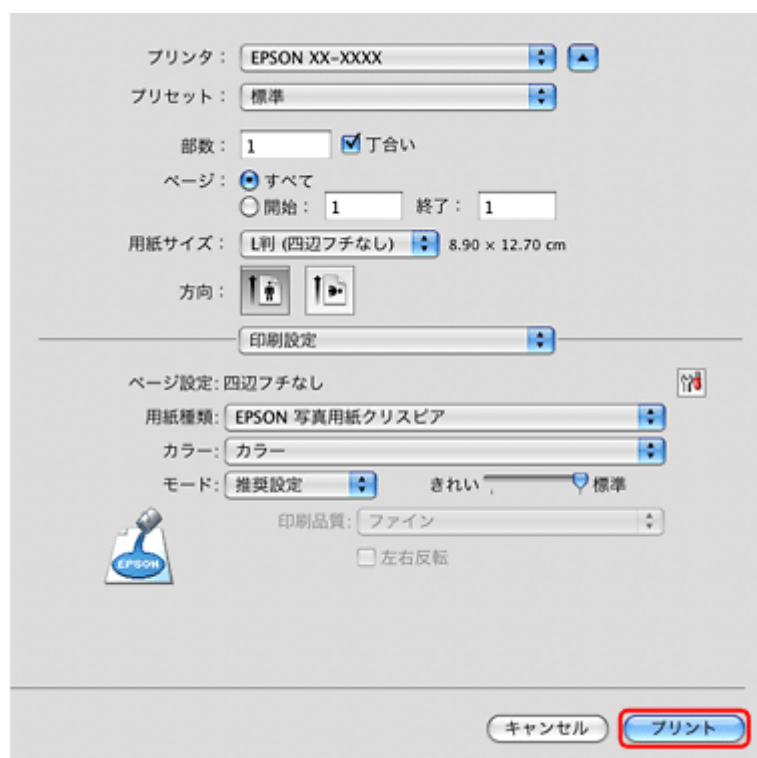 プリンタ： EPSON XX-XXXX
プリセット： 標準
部数： 1 丁合い
ページ： すべて
開始： 1 終了： 1
用紙サイズ： L判 (四辺フチなし) 8.90 × 12.70 cm
方向：
印刷設定
ページ設定: 四辺フチなし
用紙種類: EPSON 写真用紙クリスピア
カラー: カラー
モード: 推奨設定 きれい 標準
印刷品質: ファイン
左右反転
EPSON
キャンセル プリント